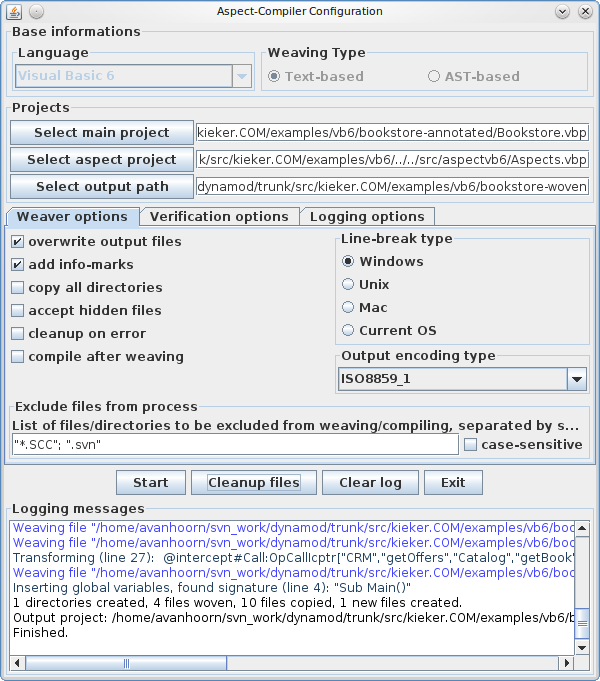 Aspect-Compiler Configuration
Base informations
Language
Weaving Type
Visual Basic 6
Text-based
AST-based
Projects
Select main project
kieker.COM/examples/vb6/bookstore-annotated/Bookstore.vbp
Select aspect project
k/src/kieker.COM/examples/vb6/../../src/aspectvb6/Aspects.vbp
Select output path
dynamod/trunk/src/kieker.COM/examples/vb6/bookstore-woven
Weaver options
Verification options
Logging options
overwrite output files
add info-marks
copy all directories
accept hidden files
cleanup on error
compile after weaving
Line-break type
Windows
Unix
Mac
Current OS
Output encoding type
ISO8859_1
Exclude files from process
List of files/directories to be excluded from weaving/compiling, separated by s...
"*.SCC"; ".svn"
case-sensitive
Start
Cleanup files
Clear log
Exit
Logging messages
Weaving file "/home/avanhoorn/svn_work/dynamod/trunk/src/kieker.COM/examples/vb6/boo
Weaving file "/home/avanhoorn/svn_work/dynamod/trunk/src/kieker.COM/examples/vb6/boo
Transforming (line 27):  @intercept#Call:OpCallIcptr["CRM","getOffers","Catalog","getBook"
Weaving file "/home/avanhoorn/svn_work/dynamod/trunk/src/kieker.COM/examples/vb6/boo
Inserting global variables, found signature (line 4): "Sub Main()"
1 directories created, 4 files woven, 10 files copied, 1 new files created.
Output project: /home/avanhoorn/svn_work/dynamod/trunk/src/kieker.COM/examples/vb6/b
Finished.